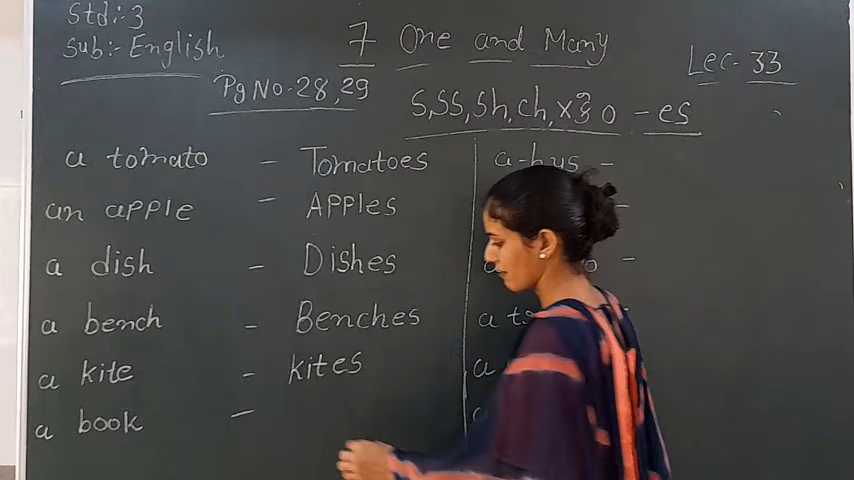 Std:- 3
Sub:- English
7 One and Many
Lec- 33
Pg No-28,29
S,SS,Sh,Ch,x,z o - es
a tomato - Tomatoes
an apple - Apples
a dish - Dishes
a bench - Benches
a kite - kites
a book -
a
-
-
a
a